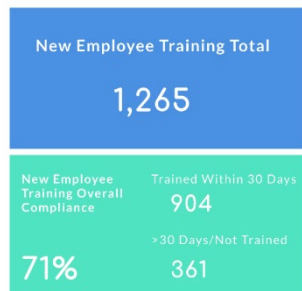 New Employee Training Total
1,265
New Employee
Training Overall
Compliance
71%
Trained Within 30 Days
904
>30 Days/Not Trained
361